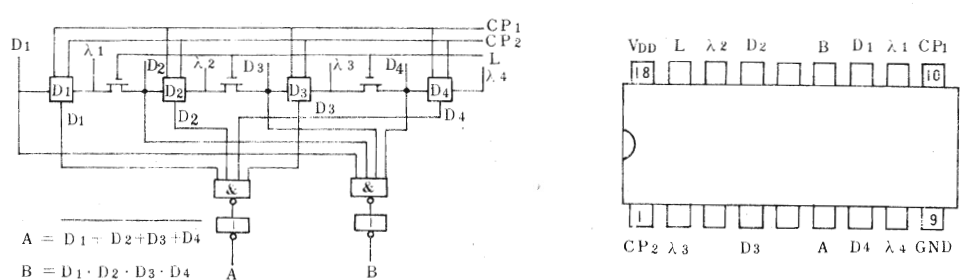 CP1
D1
CP2
λ1
L
D2
λ2
D3
λ3
D4
λ4
D1
D2
D3
D4
D1
D2
D3
D4
&
&
1
1
A = D1 + D2+D3+D4
A
B
B = D1 · D2 · D3 · D4
VDD L λ2 D2 B D1 λ1 CP1
18 10
1 9
CP2 λ3 D3 A D4 λ4 GND